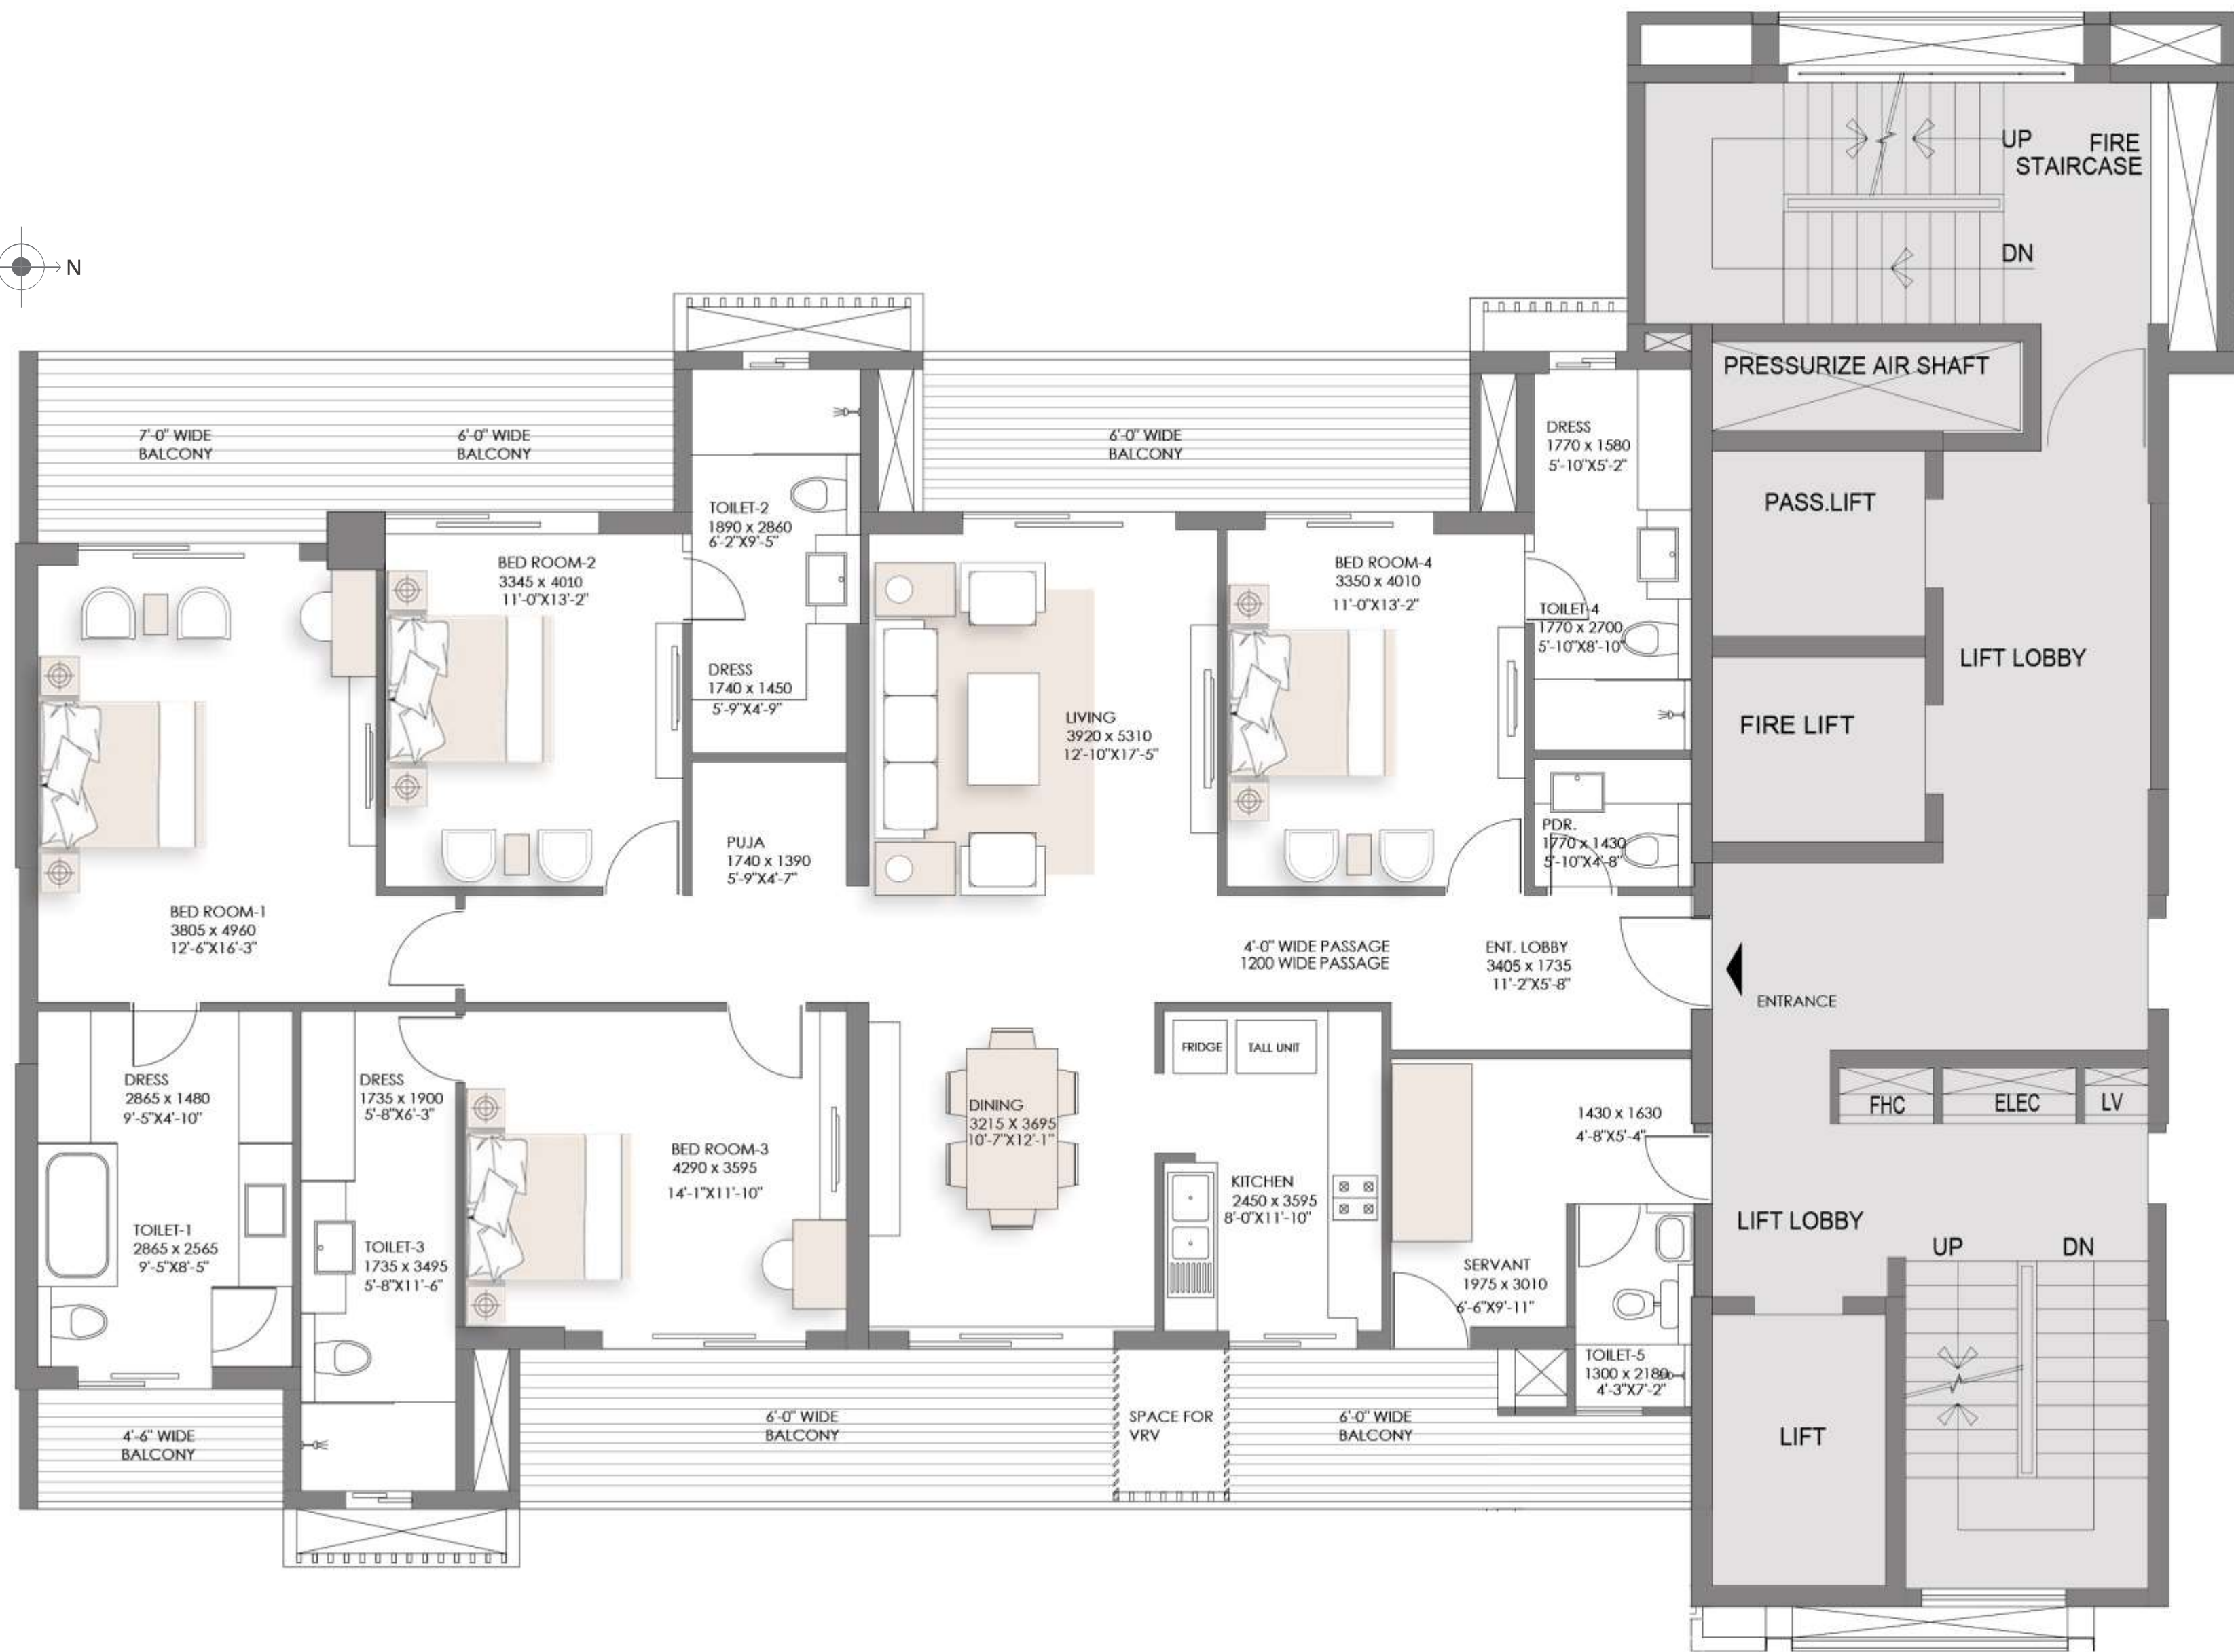 UP
FIRE
STAIRCASE
DN
N
PRESSURIZE AIR SHAFT
7'-0" WIDE
BALCONY
6'-0" WIDE
BALCONY
6'-0" WIDE
BALCONY
DRESS
1770 x 1580
5'-10"X5'-2"
PASS.LIFT
TOILET-2
1890 x 2860
6'-2"X9'-5"
BED ROOM-2
3345 x 4010
11'-0"X13'-2"
BED ROOM-4
3350 x 4010
11'-0"X13'-2"
TOILET-4
1770 x 2700
5'-10"X8'-10"
LIFT LOBBY
DRESS
1740 x 1450
5'-9"X4'-9"
LIVING
3920 x 5310
12'-10"X17'-5"
FIRE LIFT
PUJA
1740 x 1390
5'-9"X4'-7"
PDR.
1770 x 1430
5'-10"X4'-8"
BED ROOM-1
3805 x 4960
12'-6"X16'-3"
4'-0" WIDE PASSAGE
1200 WIDE PASSAGE
ENT. LOBBY
3405 x 1735
11'-2"X5'-8"
ENTRANCE
FRIDGE
TALL UNIT
DRESS
2865 x 1480
9'-5"X4'-10"
DRESS
1735 x 1900
5'-8"X6'-3"
DINING
3215 X 3695
10'-7"X12'-1"
1430 x 1630
4'-8"X5'-4"
FHC
ELEC
LV
BED ROOM-3
4290 x 3595
14'-1"X11'-10"
KITCHEN
2450 x 3595
8'-0"X11'-10"
TOILET-1
2865 x 2565
9'-5"X8'-5"
TOILET-3
1735 x 3495
5'-8"X11'-6"
SERVANT
1975 x 3010
6'-6"X9'-11"
LIFT LOBBY
UP
DN
TOILET-5
1300 x 2180
4'-3"X7'-2"
4'-6" WIDE
BALCONY
6'-0" WIDE
BALCONY
SPACE FOR
VRV
6'-0" WIDE
BALCONY
LIFT